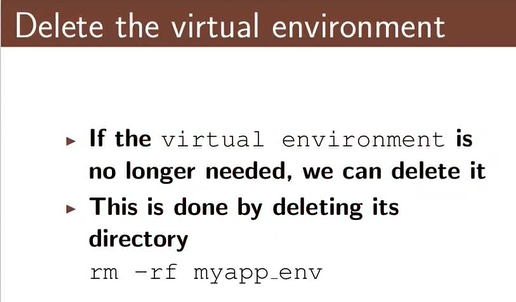 Delete the virtual environment
▶ If the virtual environment is
no longer needed, we can delete it
▶ This is done by deleting its
directory
rm -rf myapp_env